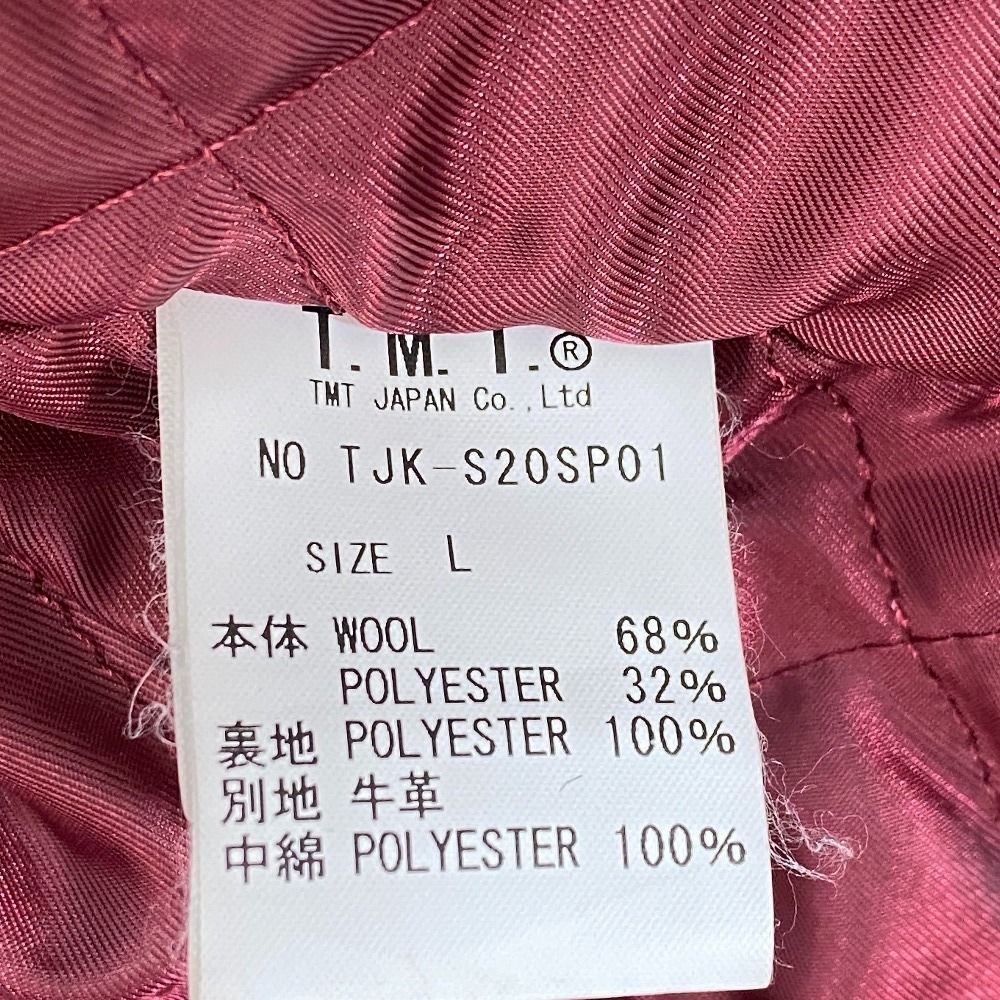 T.M.T.®
TMT JAPAN Co.,Ltd
NO TJK-S20SP01
SIZE L
本体 WOOL 68%
POLYESTER 32%
裏地 POLYESTER 100%
別地 牛革
中綿 POLYESTER 100%